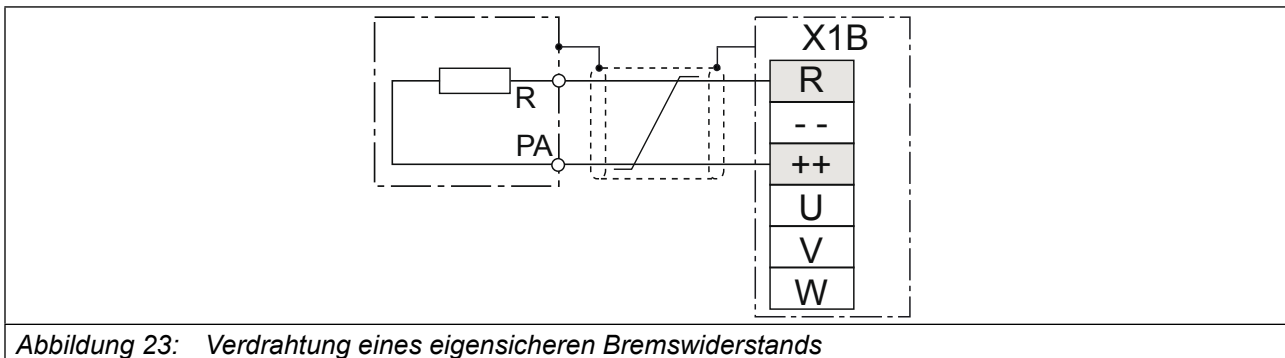 X1B
R
R
- -
PA
++
U
V
W
Abbildung 23: Verdrahtung eines eigensicheren Bremswiderstands